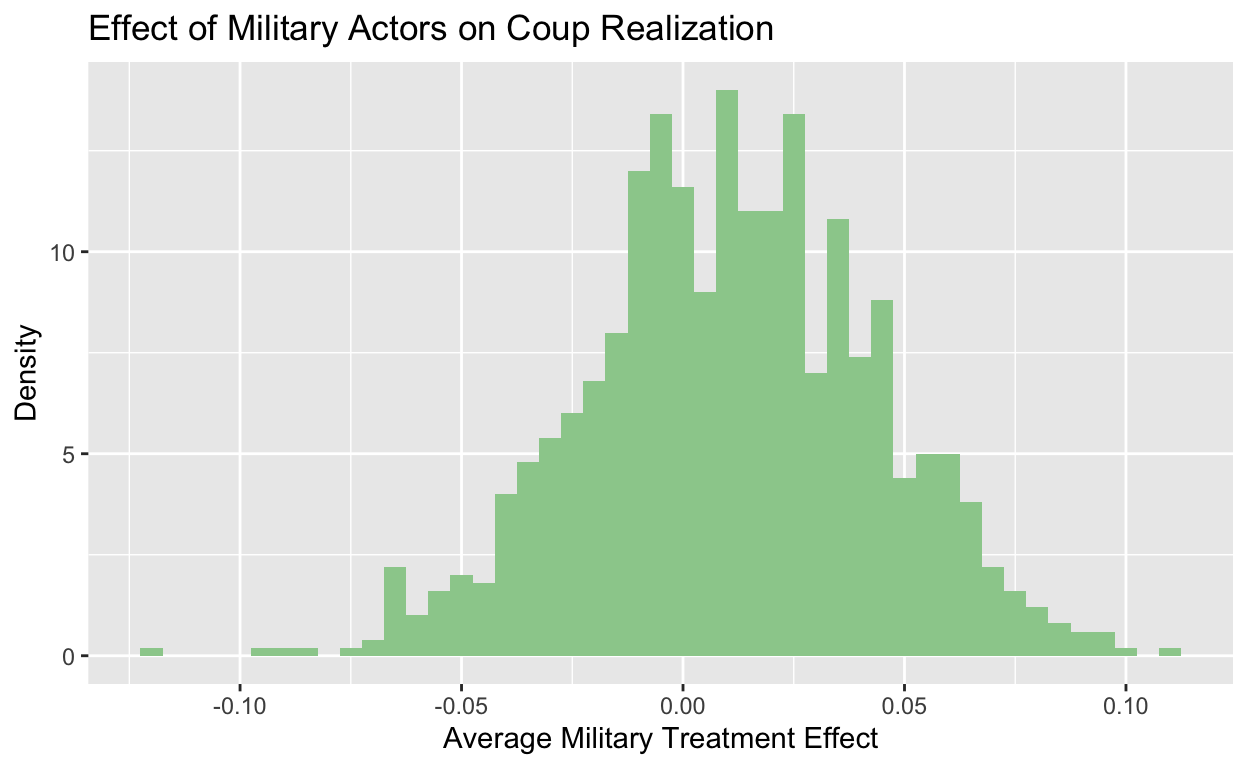 Effect of Military Actors on Coup Realization
Density
10
5
0
-0.10
-0.05
0.00
0.05
0.10
Average Military Treatment Effect